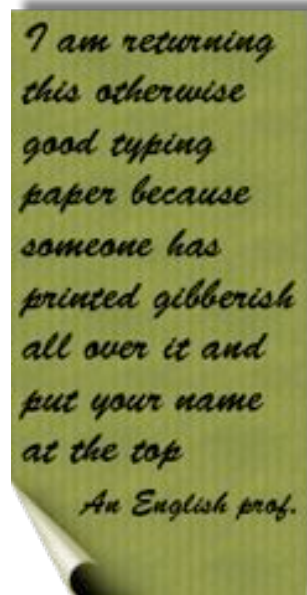 I am returning
this otherwise
good typing
paper because
someone has
printed gibberish
all over it and
put your name
at the top
An English prof.